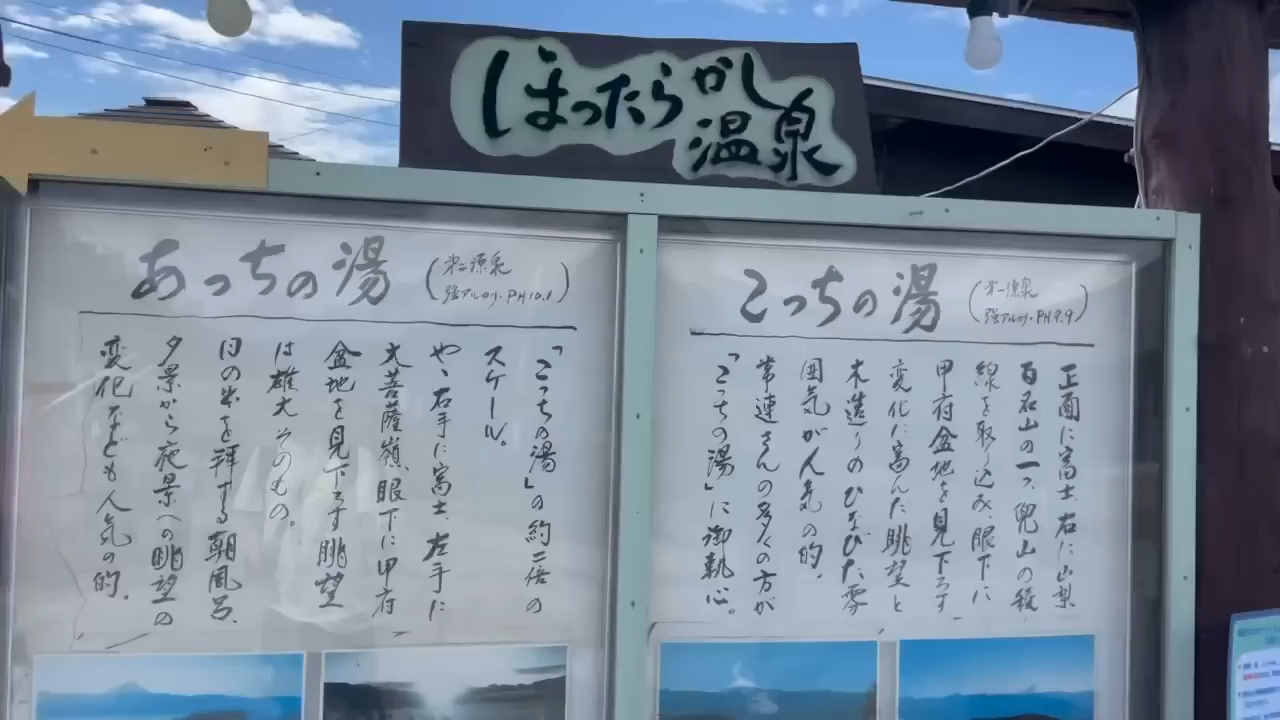 ほったらかし
温泉
あっちの湯
(第二源泉
強アルカリ・PH10.1)
「こっちの湯」の約二倍の
スケール。
やゝ右手に富士、左手に
大菩薩嶺、眼下に甲府
盆地を見下ろす眺望
は雄大そのもの。
日の出を拝する朝風呂、
夕景から夜景への眺望の
変化なども人気の的。
こっちの湯
(第一源泉
強アルカリ・PH9.9)
正面に富士、右に山梨
百名山の一つ、兜山の稜
線を取り込み、眼下に
甲府盆地を見下ろす
変化に富んだ眺望と
木造りのひなびた雰
囲気が人気の的。
常連さんの多くの方が
「こっちの湯」に御執心。